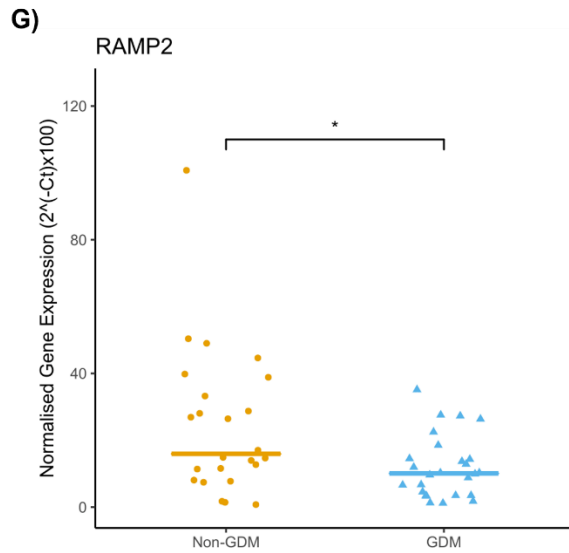 G)
RAMP2
Normalised Gene Expression (2^(-Ct)x100)
120
80
40
0
*
Non-GDM
GDM